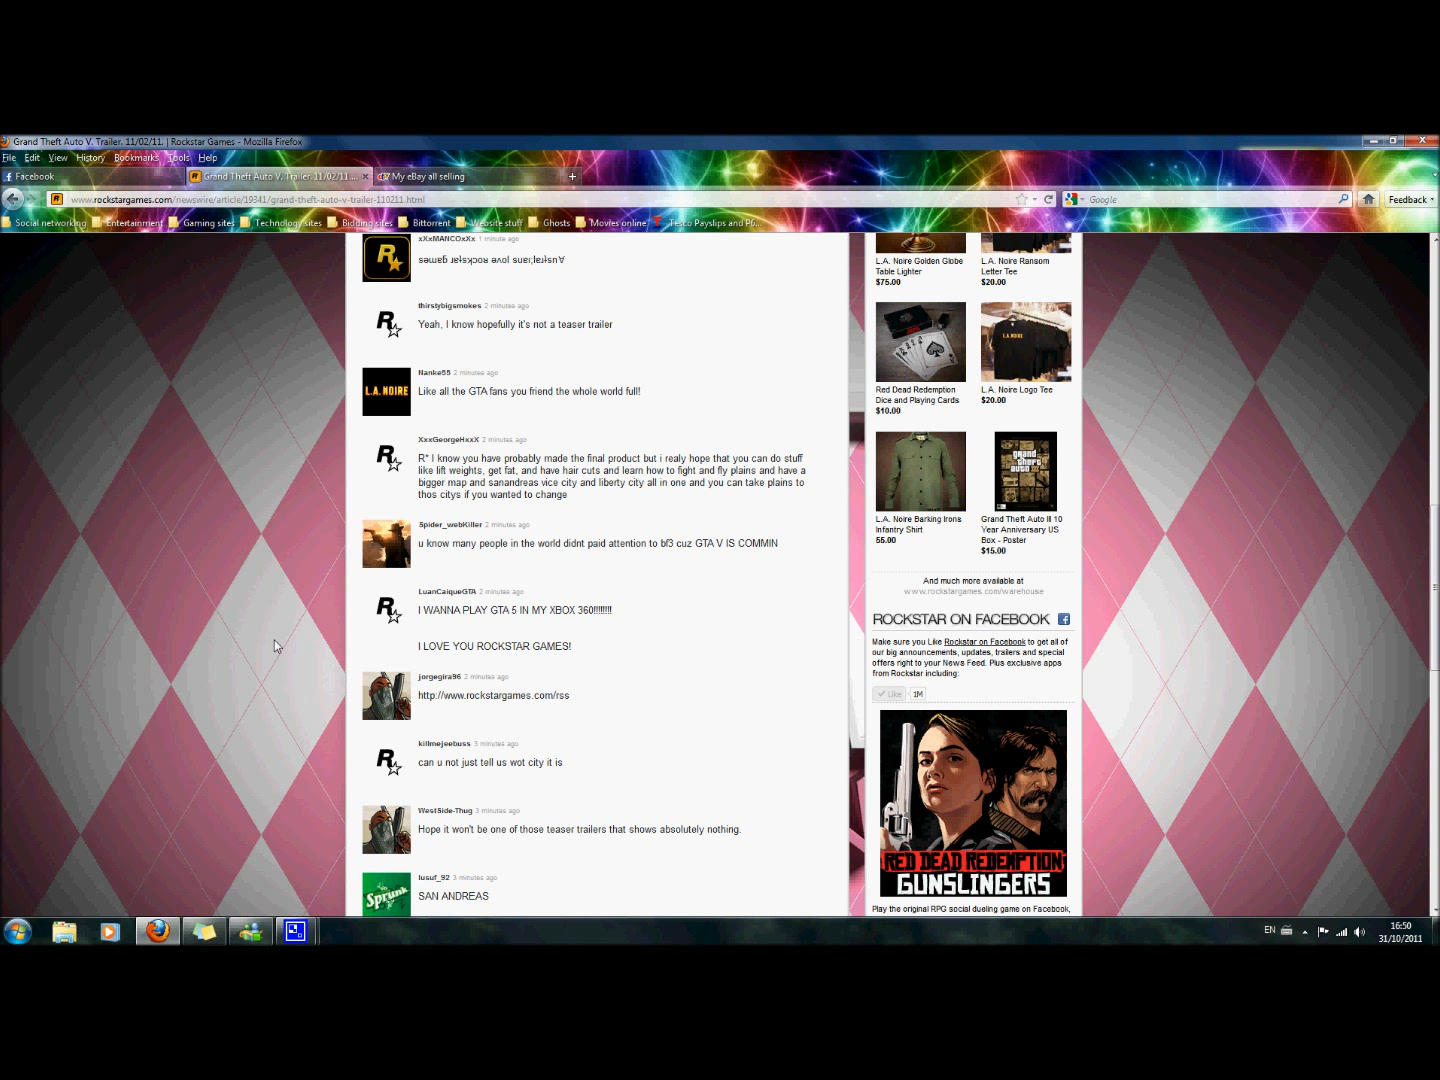 Grand Theft Auto V. Trailer. 11/02/11. | Rockstar Games - Mozilla Firefox
File Edit View History Bookmarks Tools Help
Facebook
Grand Theft Auto V. Trailer. 11/02/11....
My eBay all selling
www.rockstargames.com/newswire/article/19341/grand-theft-auto-v-trailer-110211.html
Google
Feedback
Social networking Entertainment Gaming sites Technology sites Bidding sites Bittorrent Website stuff Ghosts Movies online Tesco Payslips and P6...
xXxMANCOxXx 1 minute ago
thirstybigsmokes 2 minutes ago
Yeah, I know hopefully it's not a teaser trailer
Nanke55 2 minutes ago
L.A. NOIRE
Like all the GTA fans you friend the whole world full!
XxxGeorgeHxxX 2 minutes ago
R* I know you have probably made the final product but i realy hope that you can do stuff
like lift weights, get fat, and have hair cuts and learn how to fight and fly plains and have a
bigger map and sanandreas vice city and liberty city all in one and you can take plains to
thos citys if you wanted to change
Spider_webKiller 2 minutes ago
u know many people in the world didnt paid attention to bf3 cuz GTA V IS COMMIN
LuanCaiqueGTA 2 minutes ago
I WANNA PLAY GTA 5 IN MY XBOX 360!!!!!!!!
I LOVE YOU ROCKSTAR GAMES!
jorgegira96 2 minutes ago
http://www.rockstargames.com/rss
killmejeebuss 3 minutes ago
can u not just tell us wot city it is
WestSide-Thug 3 minutes ago
Hope it won't be one of those teaser trailers that shows absolutely nothing.
Iusuf_92 3 minutes ago
Sprunk
SAN ANDREAS
L.A. Noire Golden Globe
Table Lighter
$75.00
L.A. Noire Ransom
Letter Tee
$20.00
L.A. NOIRE
Red Dead Redemption
Dice and Playing Cards
$10.00
L.A. Noire Logo Tee
$20.00
grand
theft
auto
L.A. Noire Barking Irons
Infantry Shirt
55.00
Grand Theft Auto III 10
Year Anniversary US
Box - Poster
$15.00
And much more available at
www.rockstargames.com/warehouse
ROCKSTAR ON FACEBOOK
Make sure you Like Rockstar on Facebook to get all of
our big announcements, updates, trailers and special
offers right to your News Feed. Plus exclusive apps
from Rockstar including:
Like 1M
RED DEAD REDEMPTION
GUNSLINGERS
Play the original RPG social dueling game on Facebook,
EN
16:50
31/10/2011